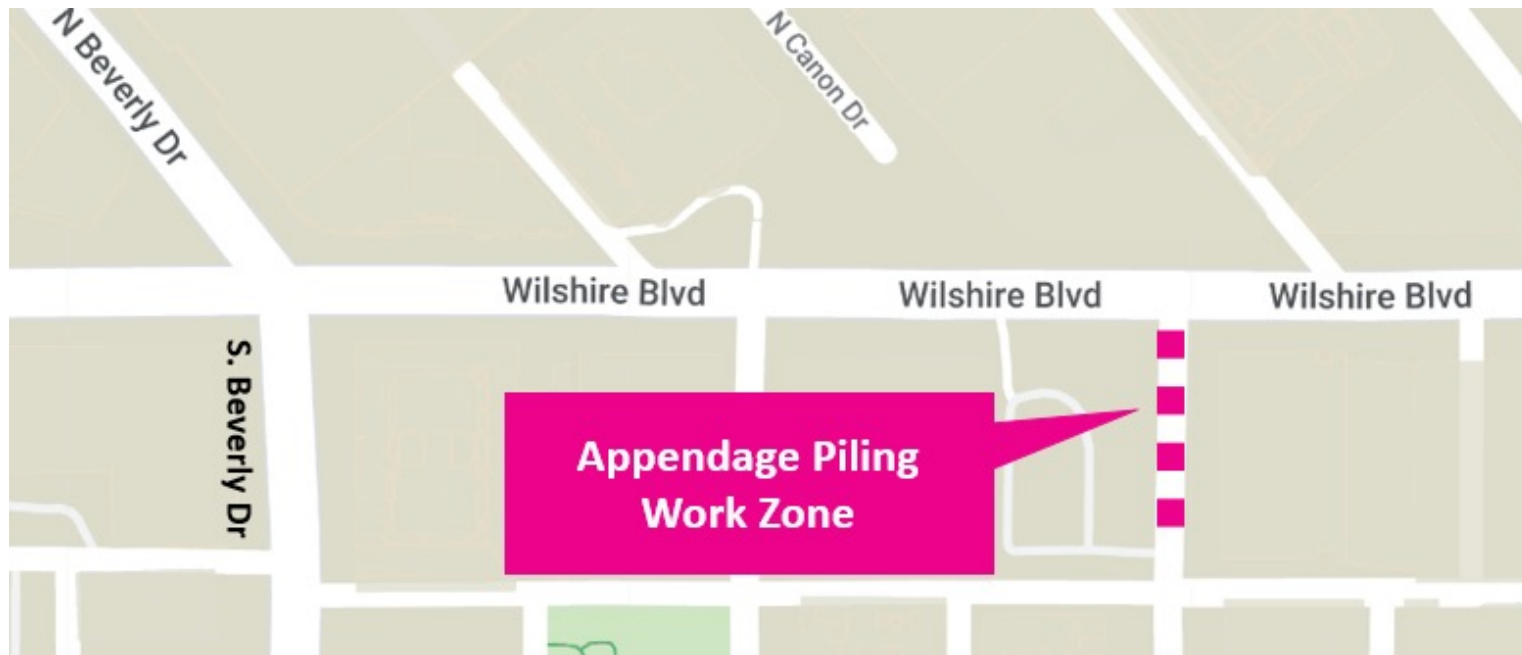 N Beverly Dr
N Canon Dr
Wilshire Blvd
Wilshire Blvd
Wilshire Blvd
S. Beverly Dr
Appendage Piling
Work Zone